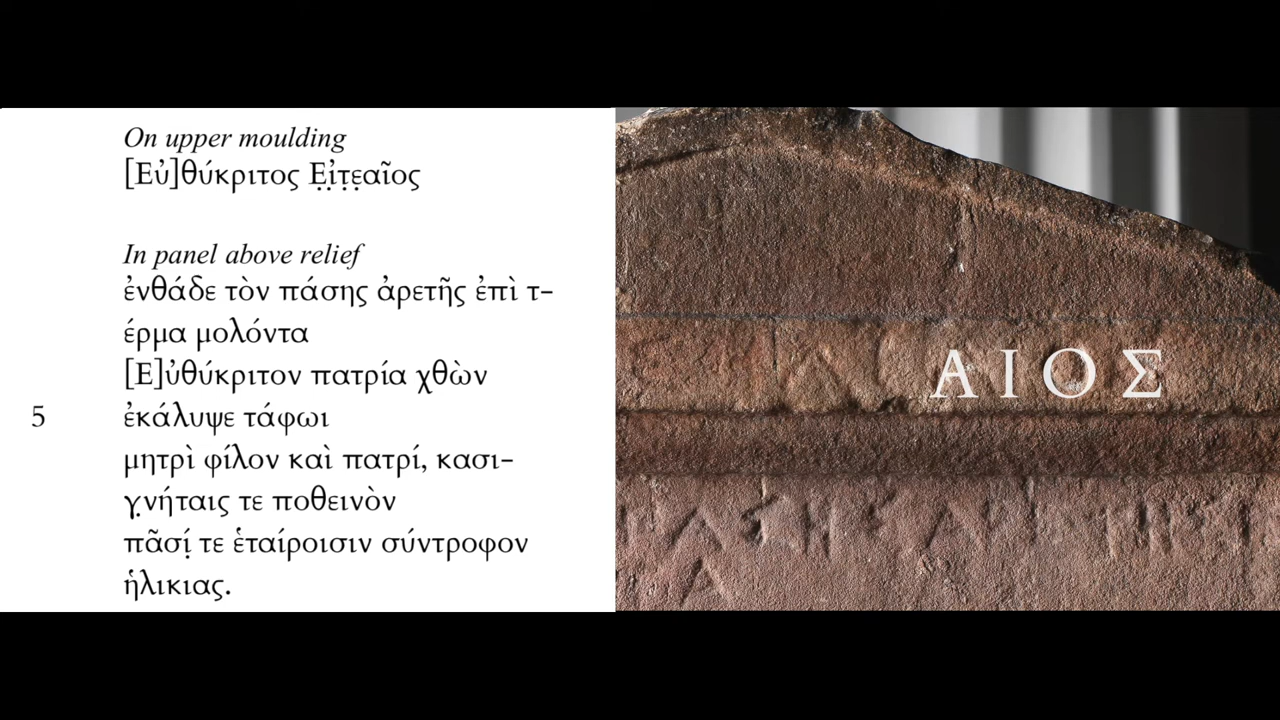 On upper moulding
[Εὐ]θύκριτος Ε̣ἰ̣τ̣ε̣αῖος
In panel above relief
ἐνθάδε τὸν πάσης ἀρετῆς ἐπὶ τ-
έρμα μολόντα
[Ε]ὐθύκριτον πατρία χθὼν
5 ἐκάλυψε τάφωι
μητρὶ φίλον καὶ πατρί, κασι-
γ̣νήταις τε ποθεινὸν
πᾶσί̣ τε ἑταίροισιν σύντροφον
ἡλικιας.
ΑΙΟΣ